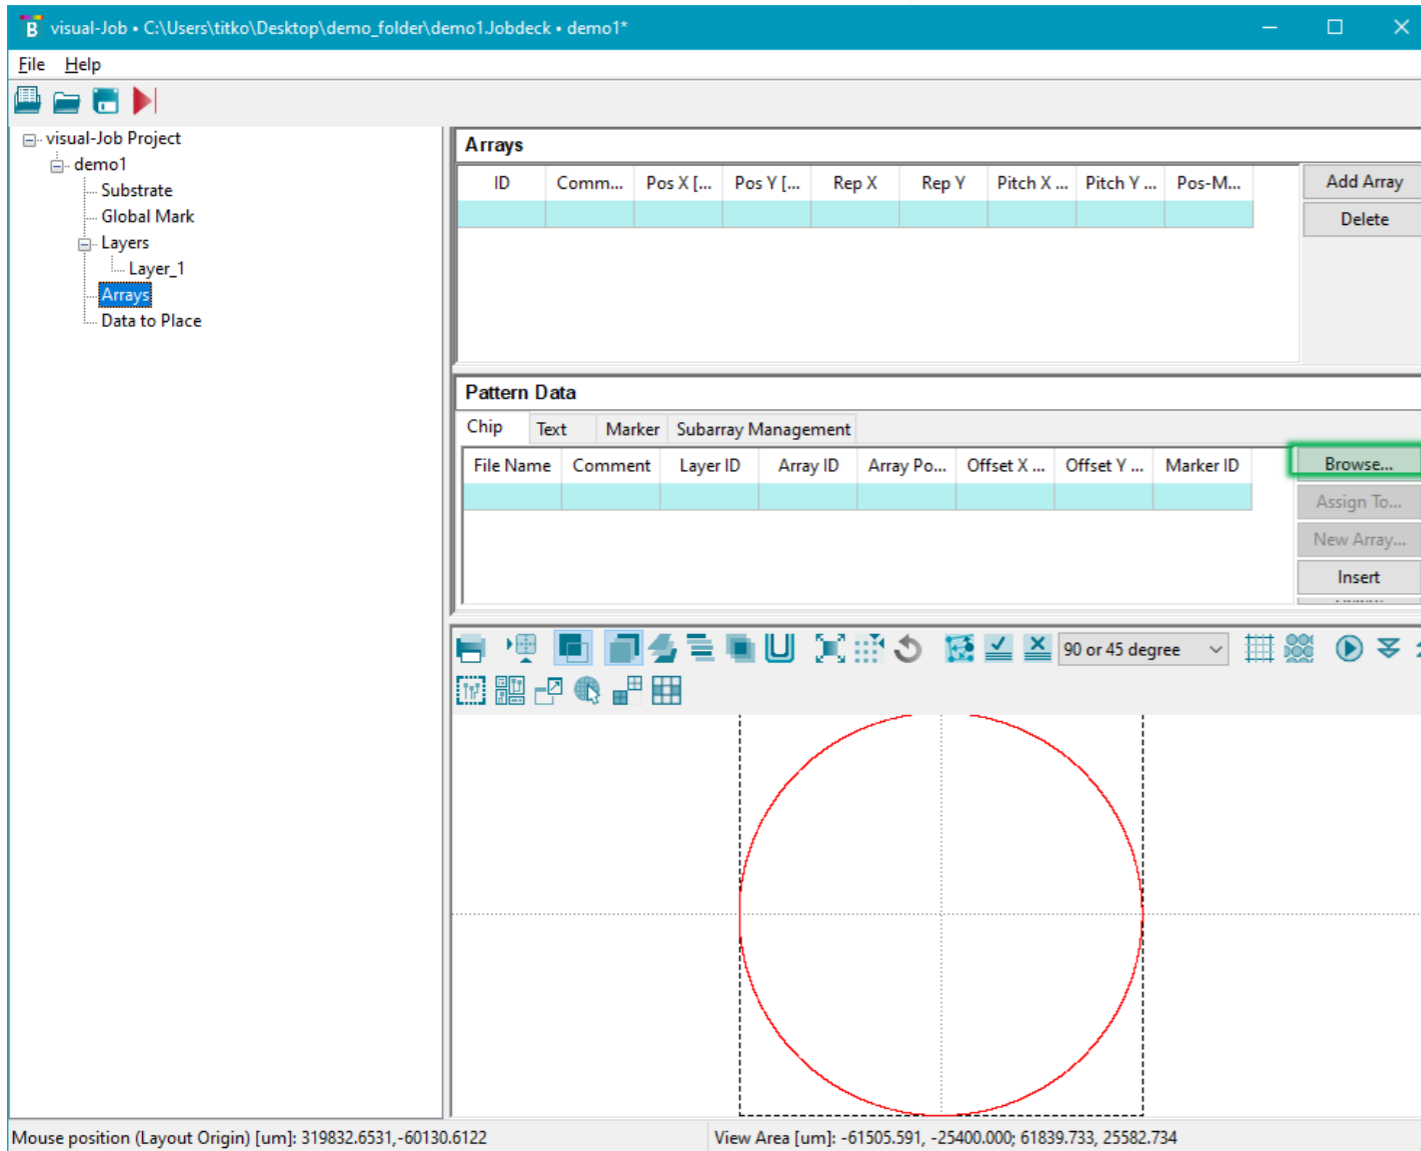 B visual-Job • C:\Users\titko\Desktop\demo_folder\demo1.Jobdeck • demo1*
File Help
visual-Job Project
demo1
Substrate
Global Mark
Layers
Layer_1
Arrays
Data to Place
Arrays
ID Comm... Pos X [... Pos Y [... Rep X Rep Y Pitch X ... Pitch Y ... Pos-M...
Add Array
Delete
Pattern Data
Chip Text Marker Subarray Management
File Name Comment Layer ID Array ID Array Po... Offset X ... Offset Y ... Marker ID
Browse...
Assign To...
New Array...
Insert
90 or 45 degree
Mouse position (Layout Origin) [um]: 319832.6531,-60130.6122
View Area [um]: -61505.591, -25400.000; 61839.733, 25582.734